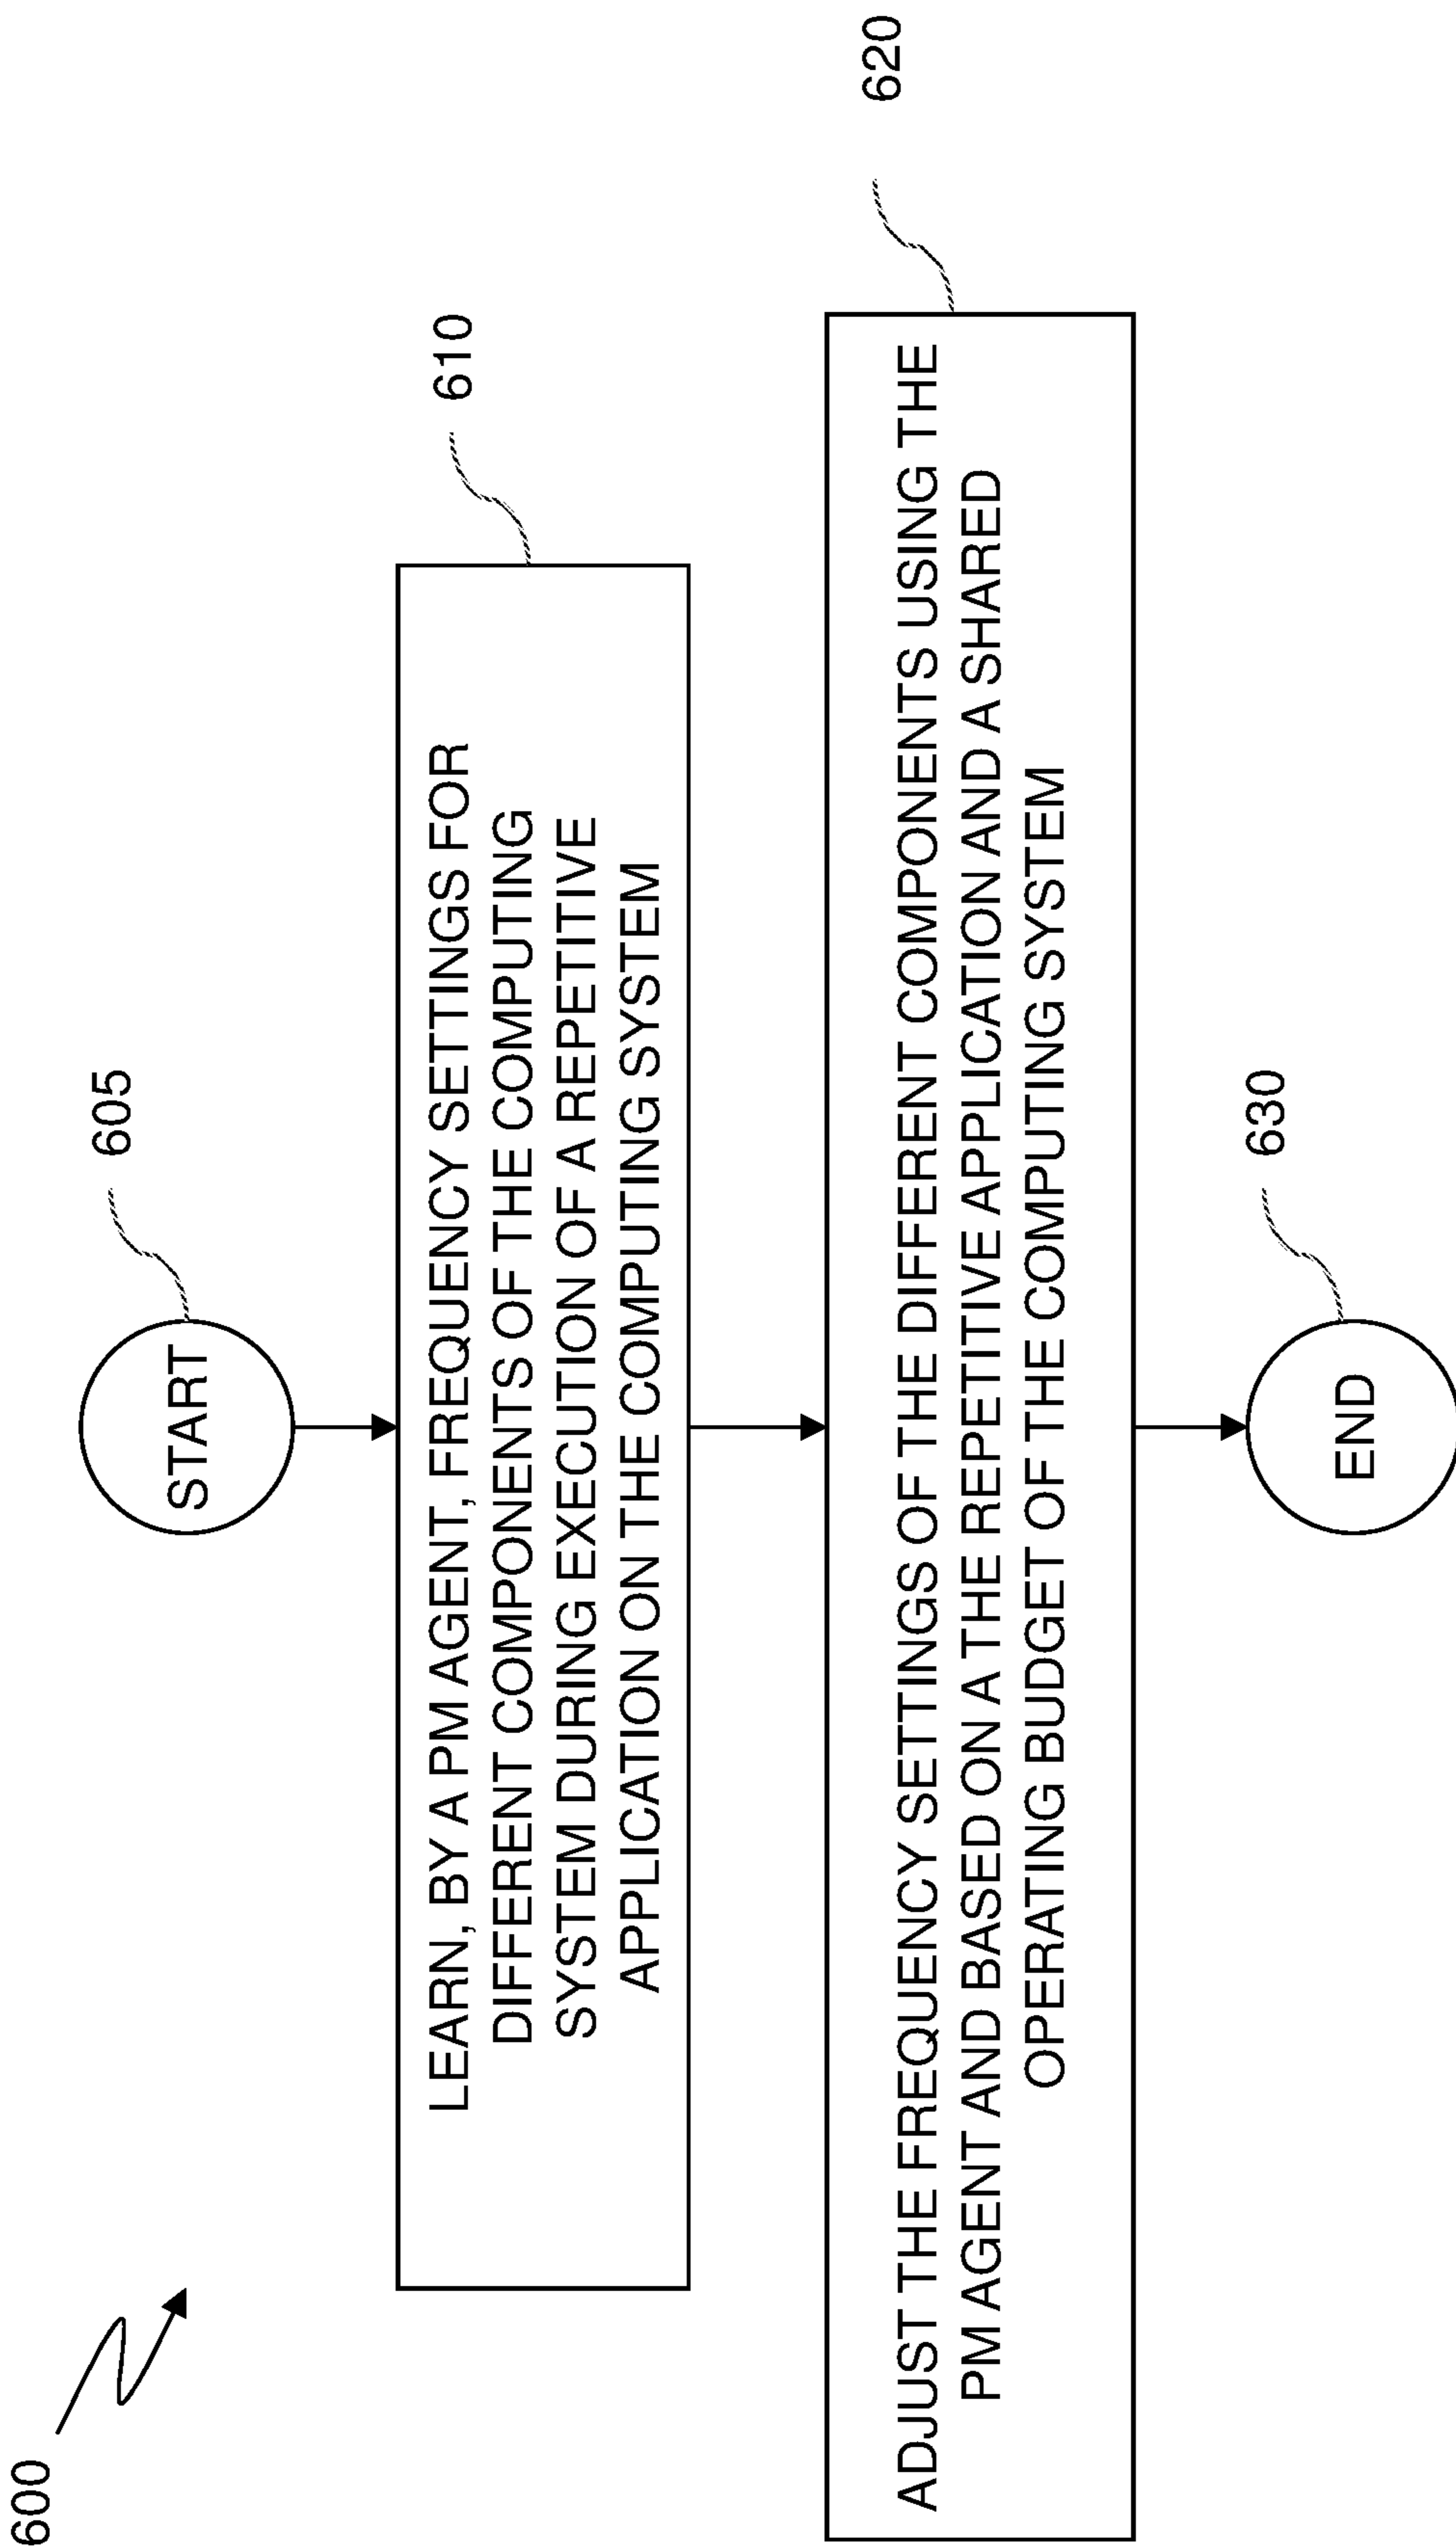 600
START
605
LEARN, BY A PM AGENT, FREQUENCY SETTINGS FOR
DIFFERENT COMPONENTS OF THE COMPUTING
SYSTEM DURING EXECUTION OF A REPETITIVE
APPLICATION ON THE COMPUTING SYSTEM
610
ADJUST THE FREQUENCY SETTINGS OF THE DIFFERENT COMPONENTS USING THE
PM AGENT AND BASED ON A THE REPETITIVE APPLICATION AND A SHARED
OPERATING BUDGET OF THE COMPUTING SYSTEM
620
END
630